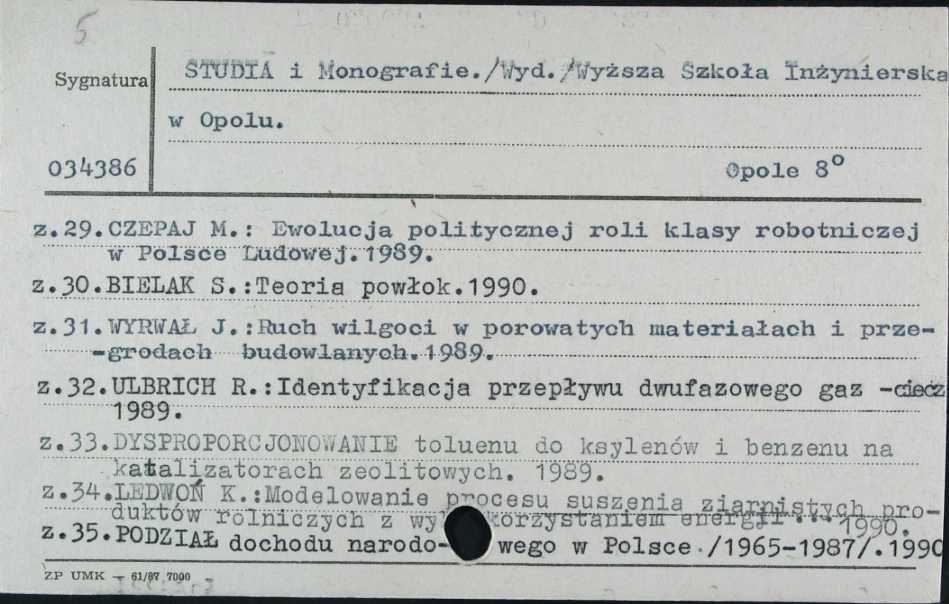 5
STUDIA i Monografie./Wyd./Wyższa Szkoła Inżynierska
Sygnatura
w Opolu.
034386
Opole 8°
z.29.CZEPAJ M.: Ewolucja politycznej roli klasy robotniczej
w Polsce Ludowej.1989.
z.30.BIELAK S.:Teoria powłok.1990.
z.31.WYRWAŁ J.:Ruch wilgoci w porowatych materiałach i prze-
-grodach budowlanych.1989.
z.32.ULBRICH R.:Identyfikacja przepływu dwufazowego gaz -ciecz
1989.
z.33.DYSPROPORCJONOWANIE toluenu do ksylenów i benzenu na
katalizatorach zeolitowych. 1989.
z.34.LEDWOŃ K.:Modelowanie procesu suszenia ziarnistych pro-
duktów rolniczych z wykorzystaniem energii...1990.
z.35.PODZIAŁ dochodu narodo- wego w Polsce /1965-1987/.1990
ZP UMK — 61/87 7000